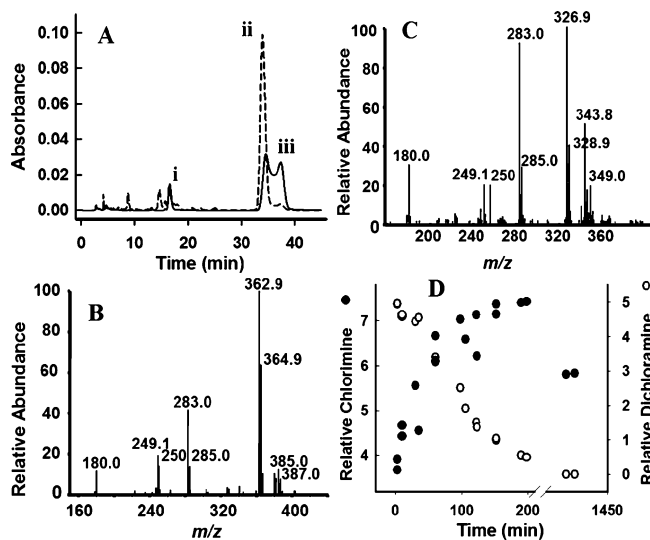 A
ii
i
iii
Absorbance
0.10
0.08
0.06
0.04
0.02
0.00
0 10 20 30 40
Time (min)
C
326.9
283.0
343.8
328.9
180.0
249.1
250
285.0
349.0
Relative Abundance
100
80
60
40
20
0
200 240 280 320 360
m/z
B
362.9
364.9
283.0
249.1
250
285.0
180.0
385.0
387.0
Relative Abundance
100
80
60
40
20
0
160 240 320 400
m/z
D
Relative Chlorimine
7
6
5
4
Relative Dichloramine
5
4
3
2
1
0
0 100 200 1450
Time (min)